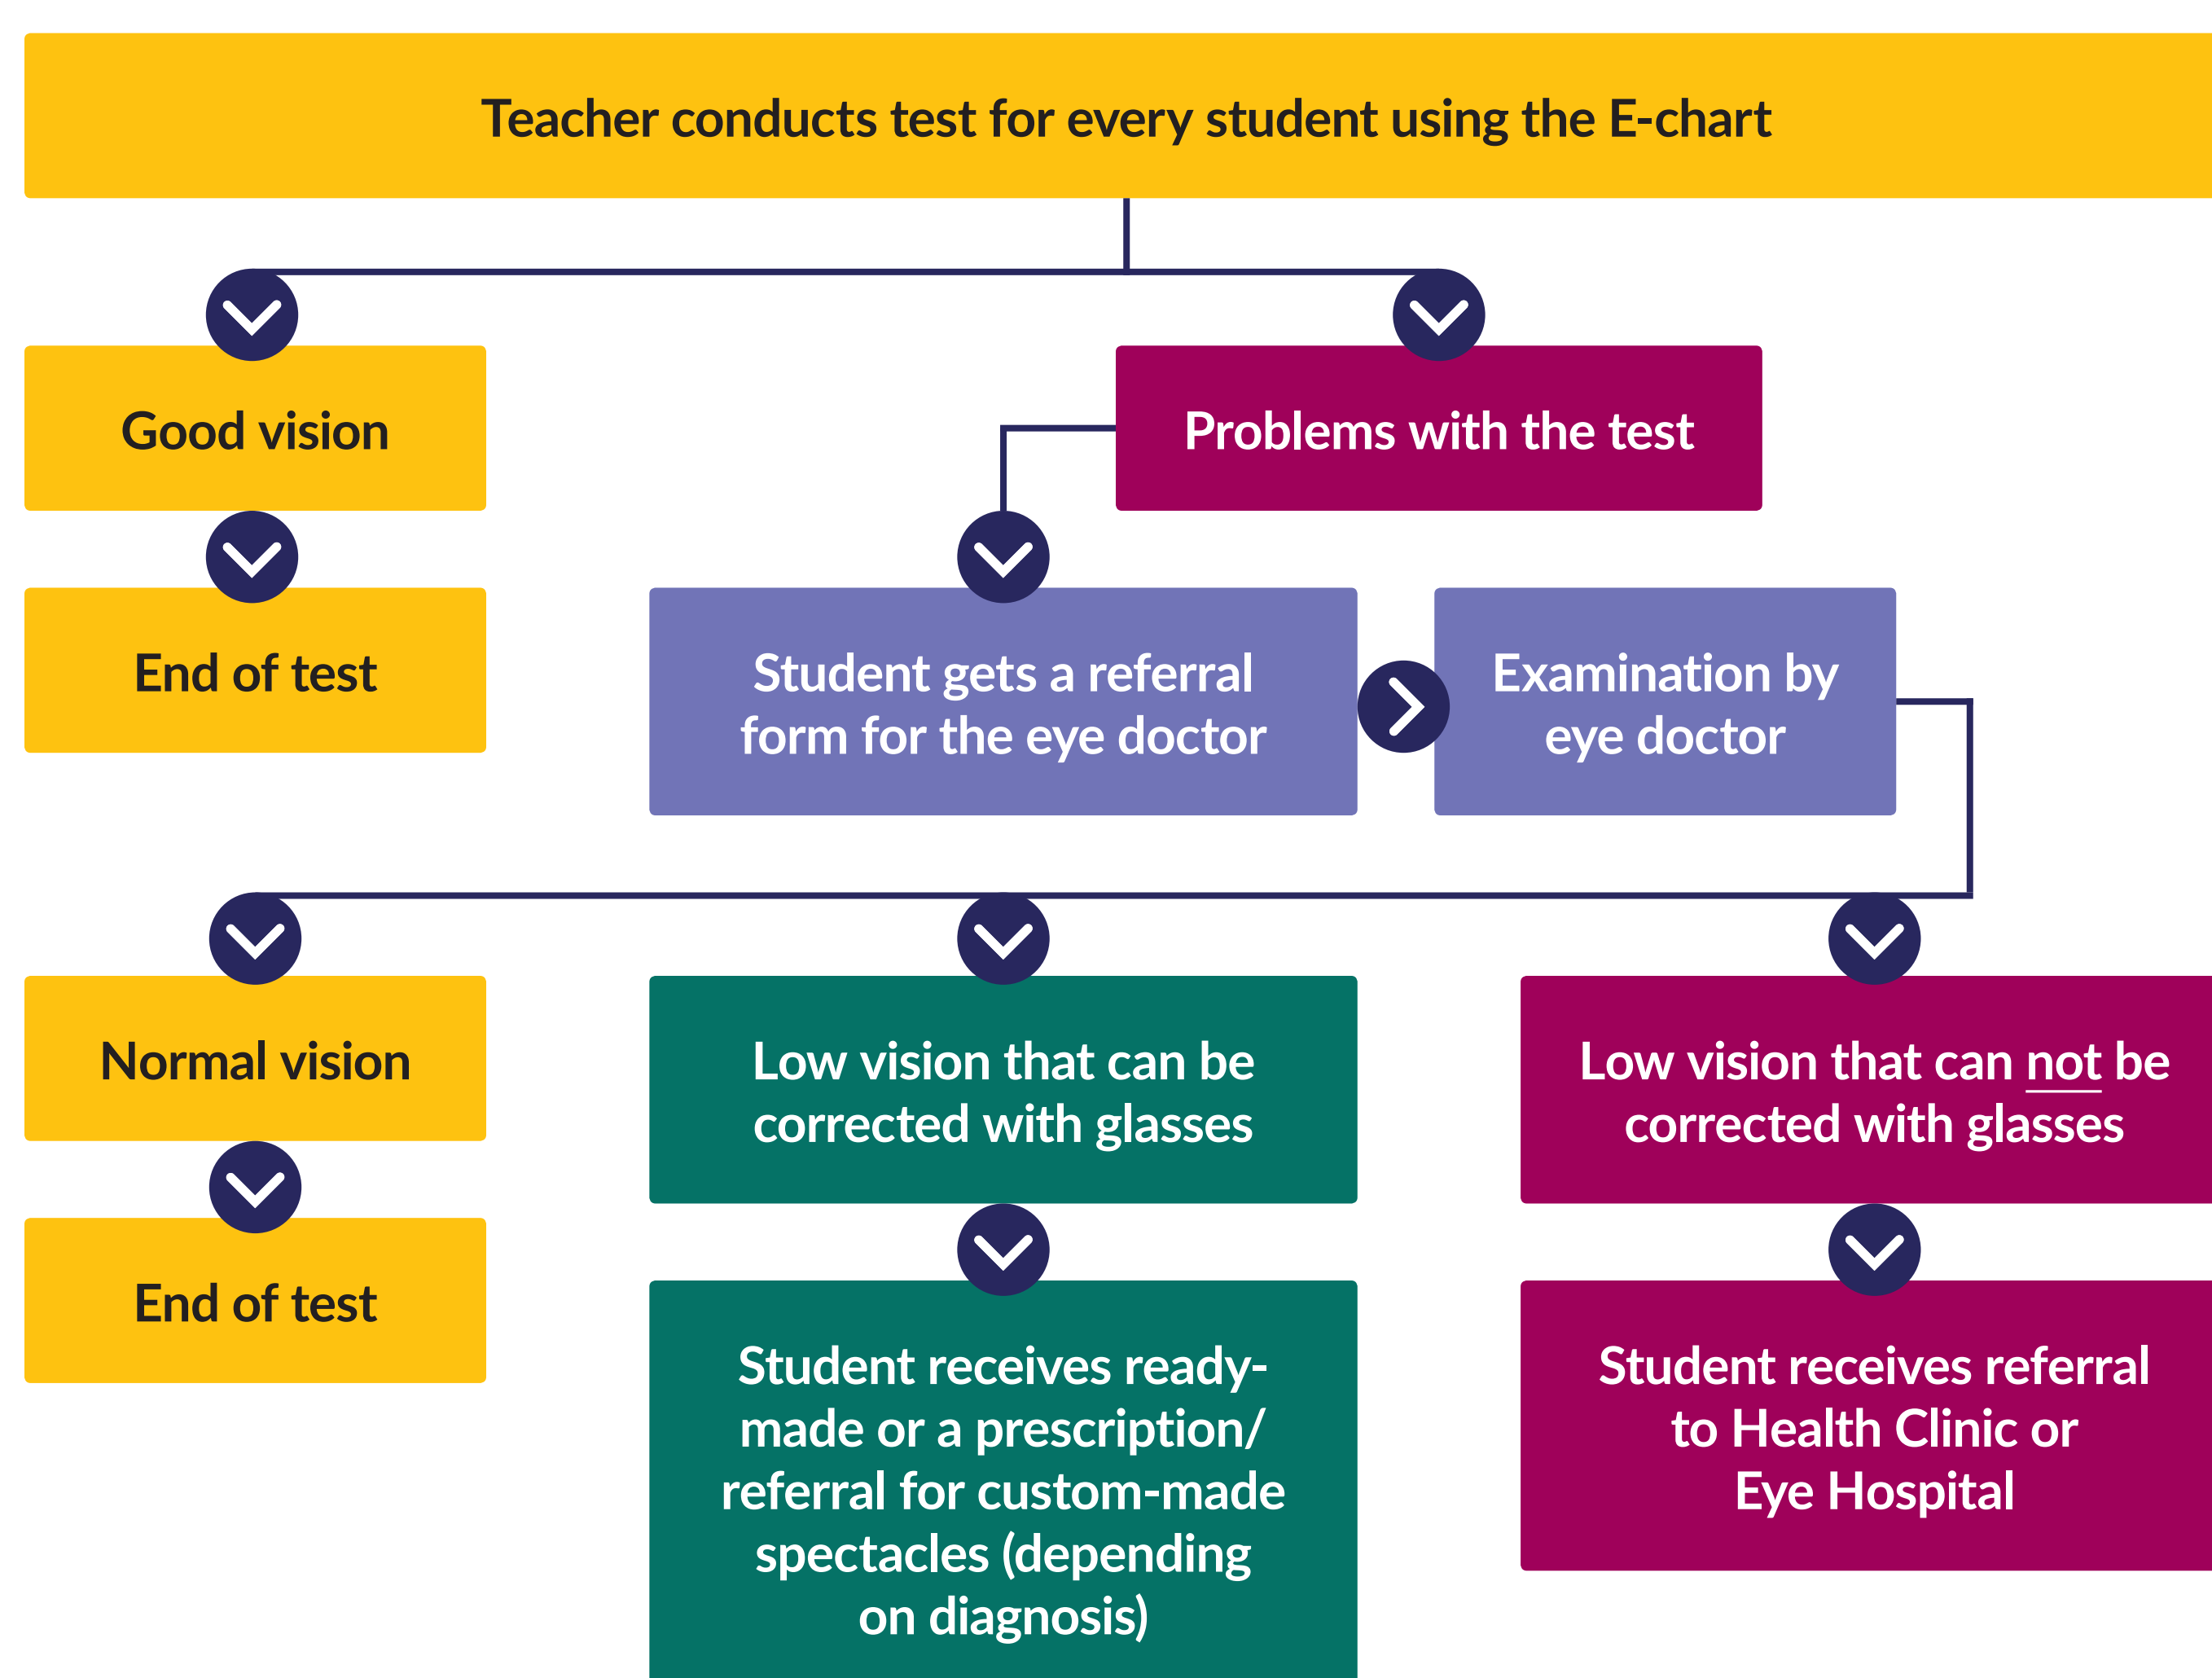 Teacher conducts test for every student using the E-chart
Good vision
Problems with the test
End of test
Student gets a referral
form for the eye doctor
Examination by
eye doctor
Normal vision
Low vision that can be
corrected with glasses
Low vision that can not be
corrected with glasses
End of test
Student receives ready-
made or a prescription/
referral for custom-made
spectacles (depending
on diagnosis)
Student receives referral
to Health Clinic or
Eye Hospital